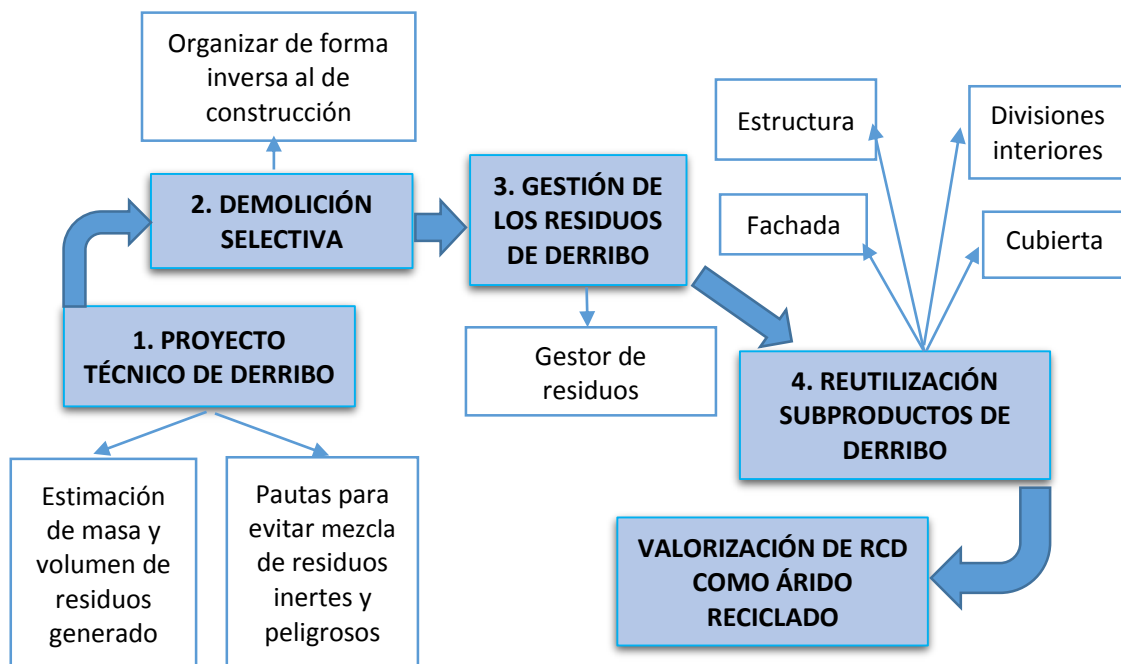 Organizar de forma
inversa al de
construcción
Estructura
Divisiones
interiores
2. DEMOLICIÓN
SELECTIVA
3. GESTIÓN DE
LOS RESIDUOS
DE DERRIBO
Fachada
Cubierta
1. PROYECTO
TÉCNICO DE DERRIBO
Gestor de
residuos
4. REUTILIZACIÓN
SUBPRODUCTOS DE
DERRIBO
Estimación
de masa y
volumen de
residuos
generado
Pautas para
evitar mezcla
de residuos
inertes y
peligrosos
VALORIZACIÓN DE RCD
COMO ÁRIDO
RECICLADO